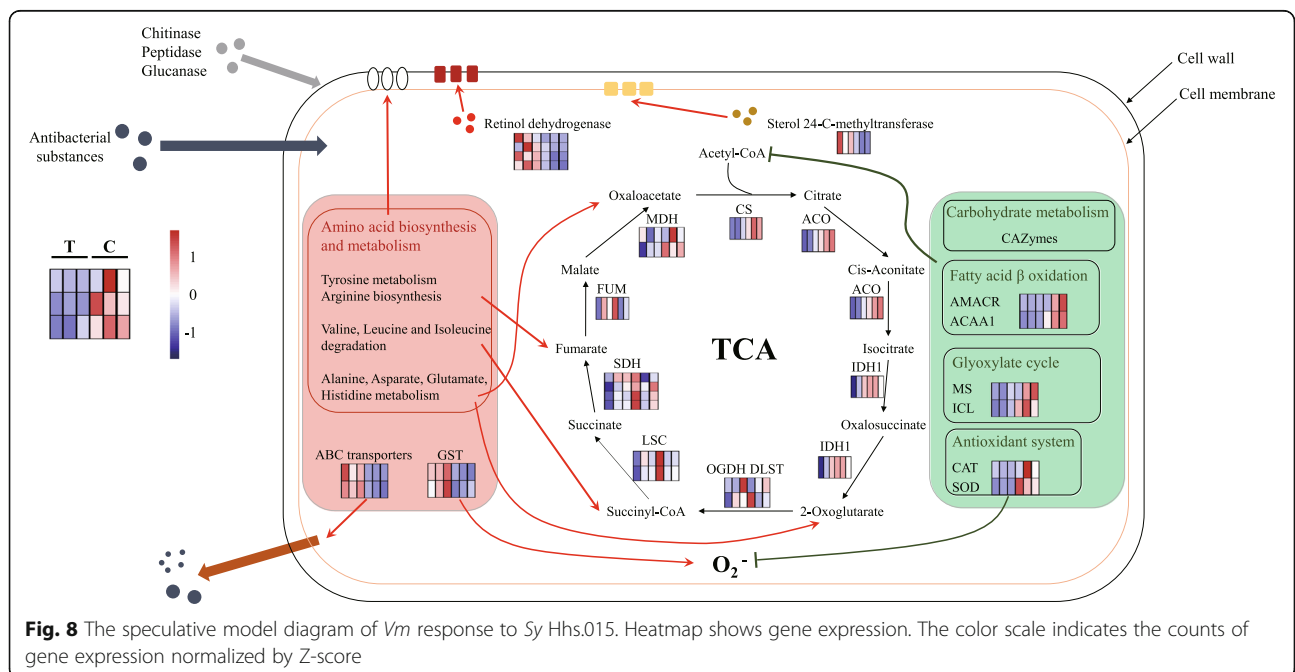 Chitinase
Peptidase
Glucanase
Cell wall
Cell membrane
Antibacterial
substances
Retinol dehydrogenase
Sterol 24-C-methyltransferase
Acetyl-CoA
Oxaloacetate
Citrate
MDH
CS
ACO
Malate
Cis-Aconitate
FUM
ACO
Fumarate
TCA
Isocitrate
SDH
IDH1
Succinate
Oxalosuccinate
LSC
OGDH DLST
IDH1
Succinyl-CoA
2-Oxoglutarate
O₂⁻
T C
1
0
-1
Amino acid biosynthesis
and metabolism
Tyrosine metabolism
Arginine biosynthesis
Valine, Leucine and Isoleucine
degradation
Alanine, Asparate, Glutamate,
Histidine metabolism
ABC transporters GST
Carbohydrate metabolism
CAZymes
Fatty acid β oxidation
AMACR
ACAA1
Glyoxylate cycle
MS
ICL
Antioxidant system
CAT
SOD
Fig. 8 The speculative model diagram of Vm response to Sy Hhs.015. Heatmap shows gene expression. The color scale indicates the counts of
gene expression normalized by Z-score